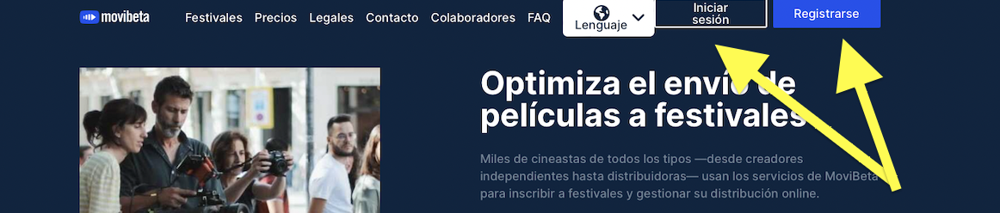 movibeta
Festivales Precios Legales Contacto Colaboradores FAQ
Lenguaje
Iniciar
sesión
Registrarse
Optimiza el envío de
películas a festivales
Miles de cineastas de todos los tipos —desde creadores
independientes hasta distribuidoras— usan los servicios de MoviBeta
para inscribir a festivales y gestionar su distribución online.